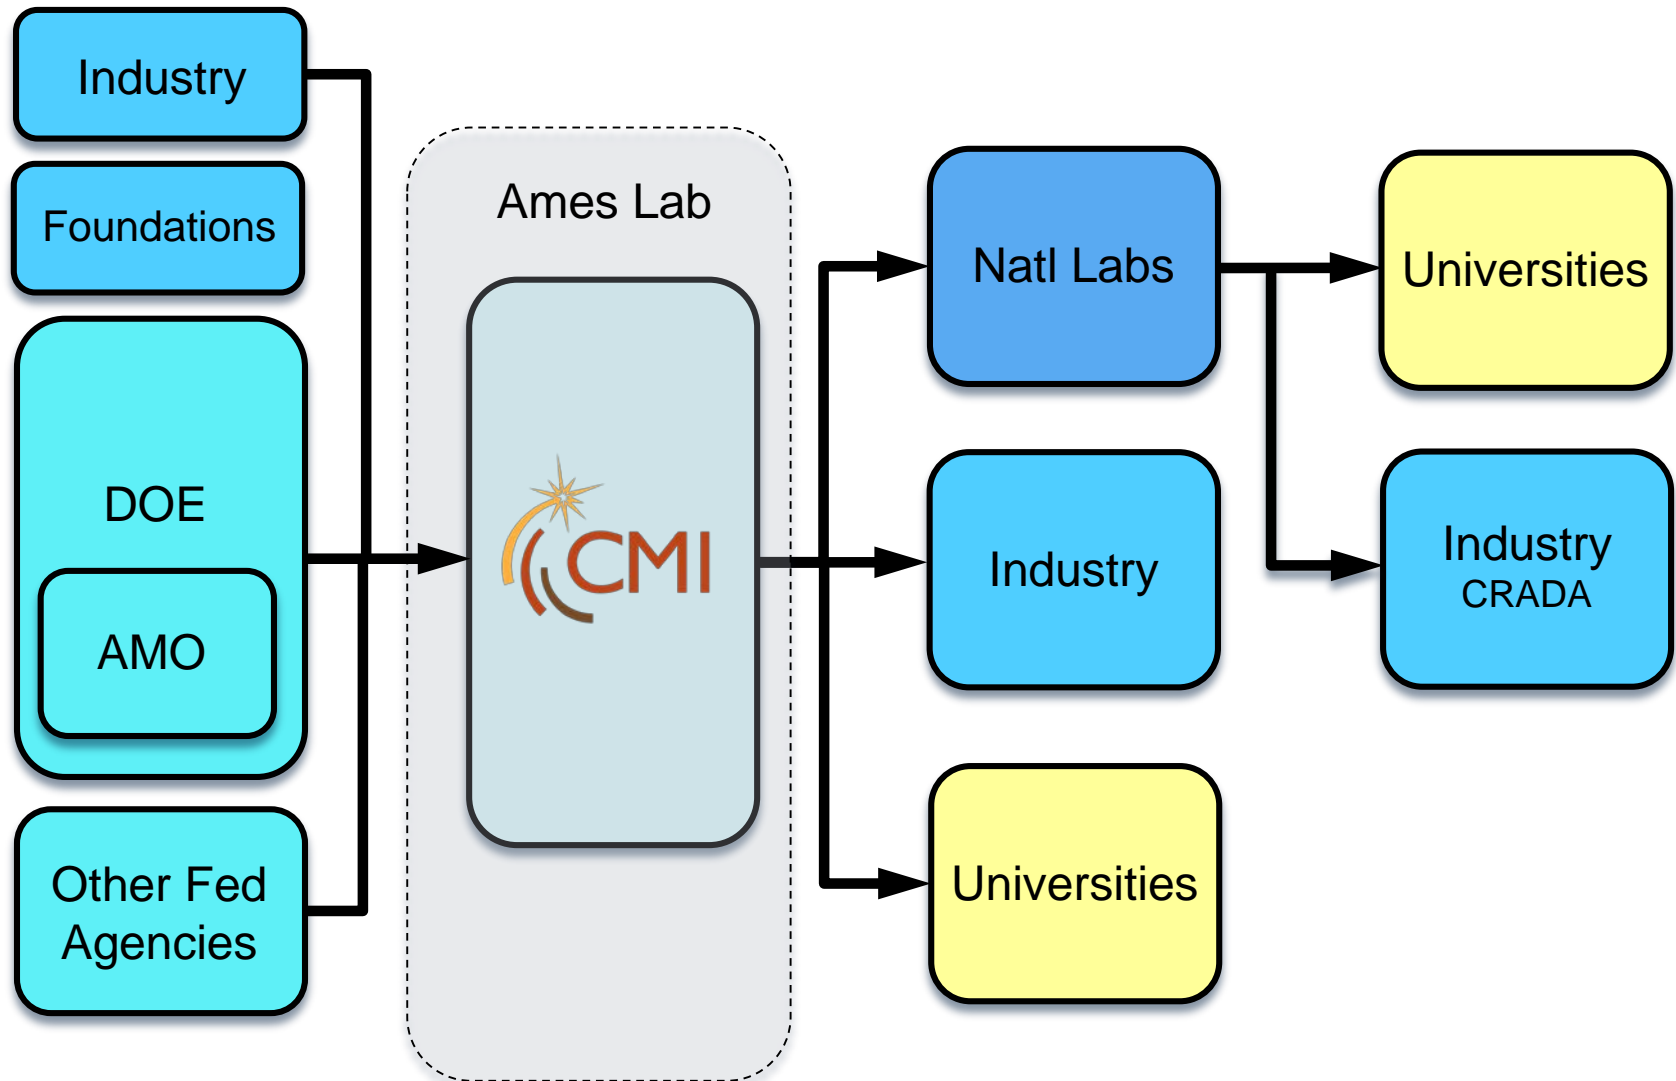 Industry
Foundations
DOE
AMO
Other Fed
Agencies
Ames Lab
CMI
Natl Labs
Industry
Universities
Universities
Industry
CRADA